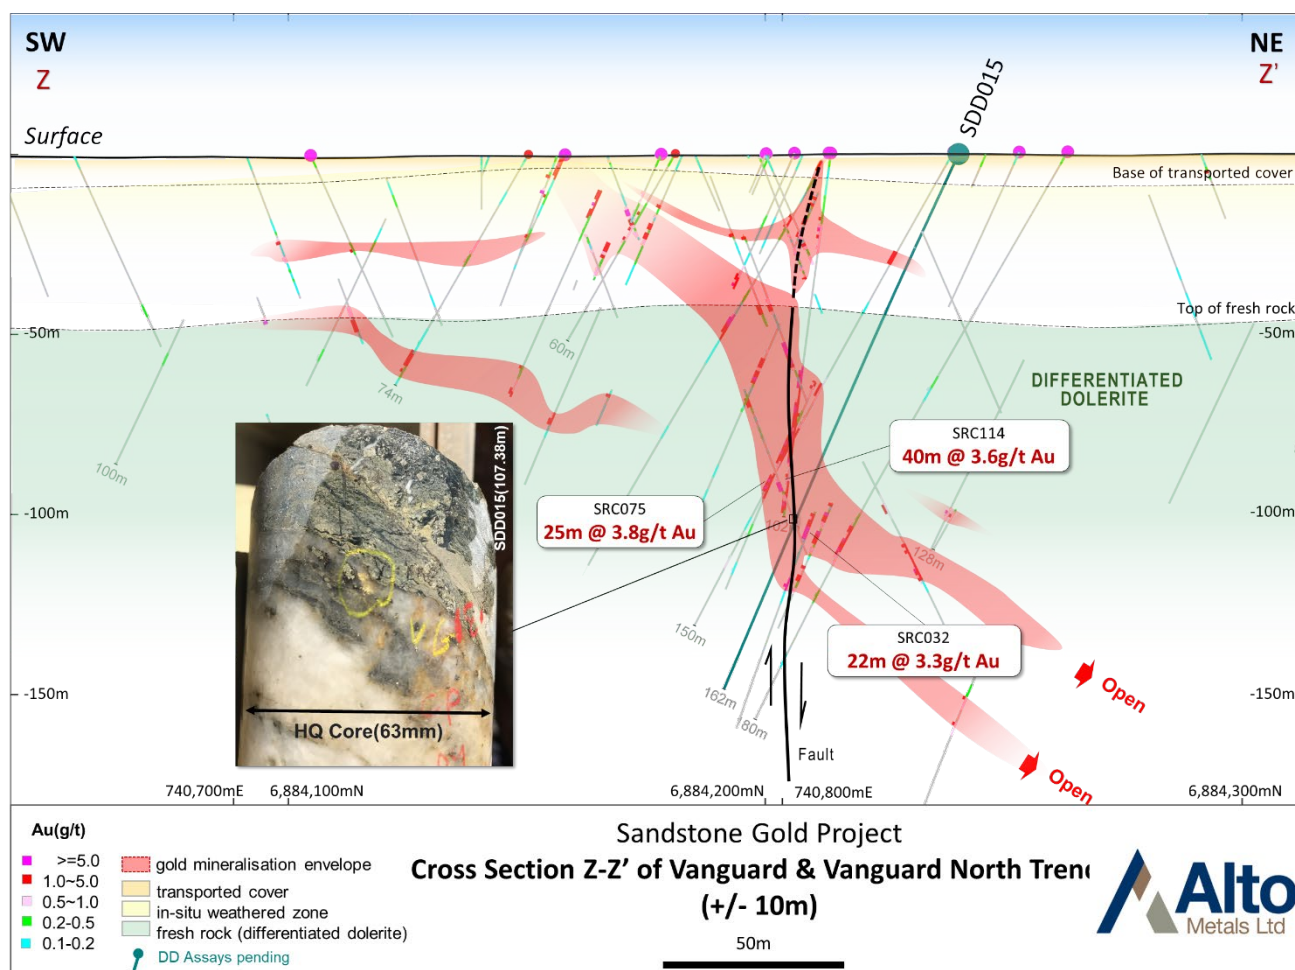 SW
Z
NE
Z'
SDD015
Surface
Base of transported cover
Top of fresh rock
-50m
-50m
60m
74m
100m
DIFFERENTIATED
DOLERITE
SRC114
40m @ 3.6g/t Au
SRC075
25m @ 3.8g/t Au
-100m
-100m
162m
128m
SRC032
22m @ 3.3g/t Au
150m
162m
80m
-150m
-150m
Open
Open
Fault
SDD015(107.38m)
VG
HQ Core(63mm)
740,700mE
6,884,100mN
6,884,200mN
740,800mE
6,884,300mN
Au(g/t)
>=5.0
1.0~5.0
0.5~1.0
0.2-0.5
0.1-0.2
gold mineralisation envelope
transported cover
in-situ weathered zone
fresh rock (differentiated dolerite)
DD Assays pending
Sandstone Gold Project
Cross Section Z-Z' of Vanguard & Vanguard North Trend
(+/- 10m)
50m
Alto
Metals Ltd